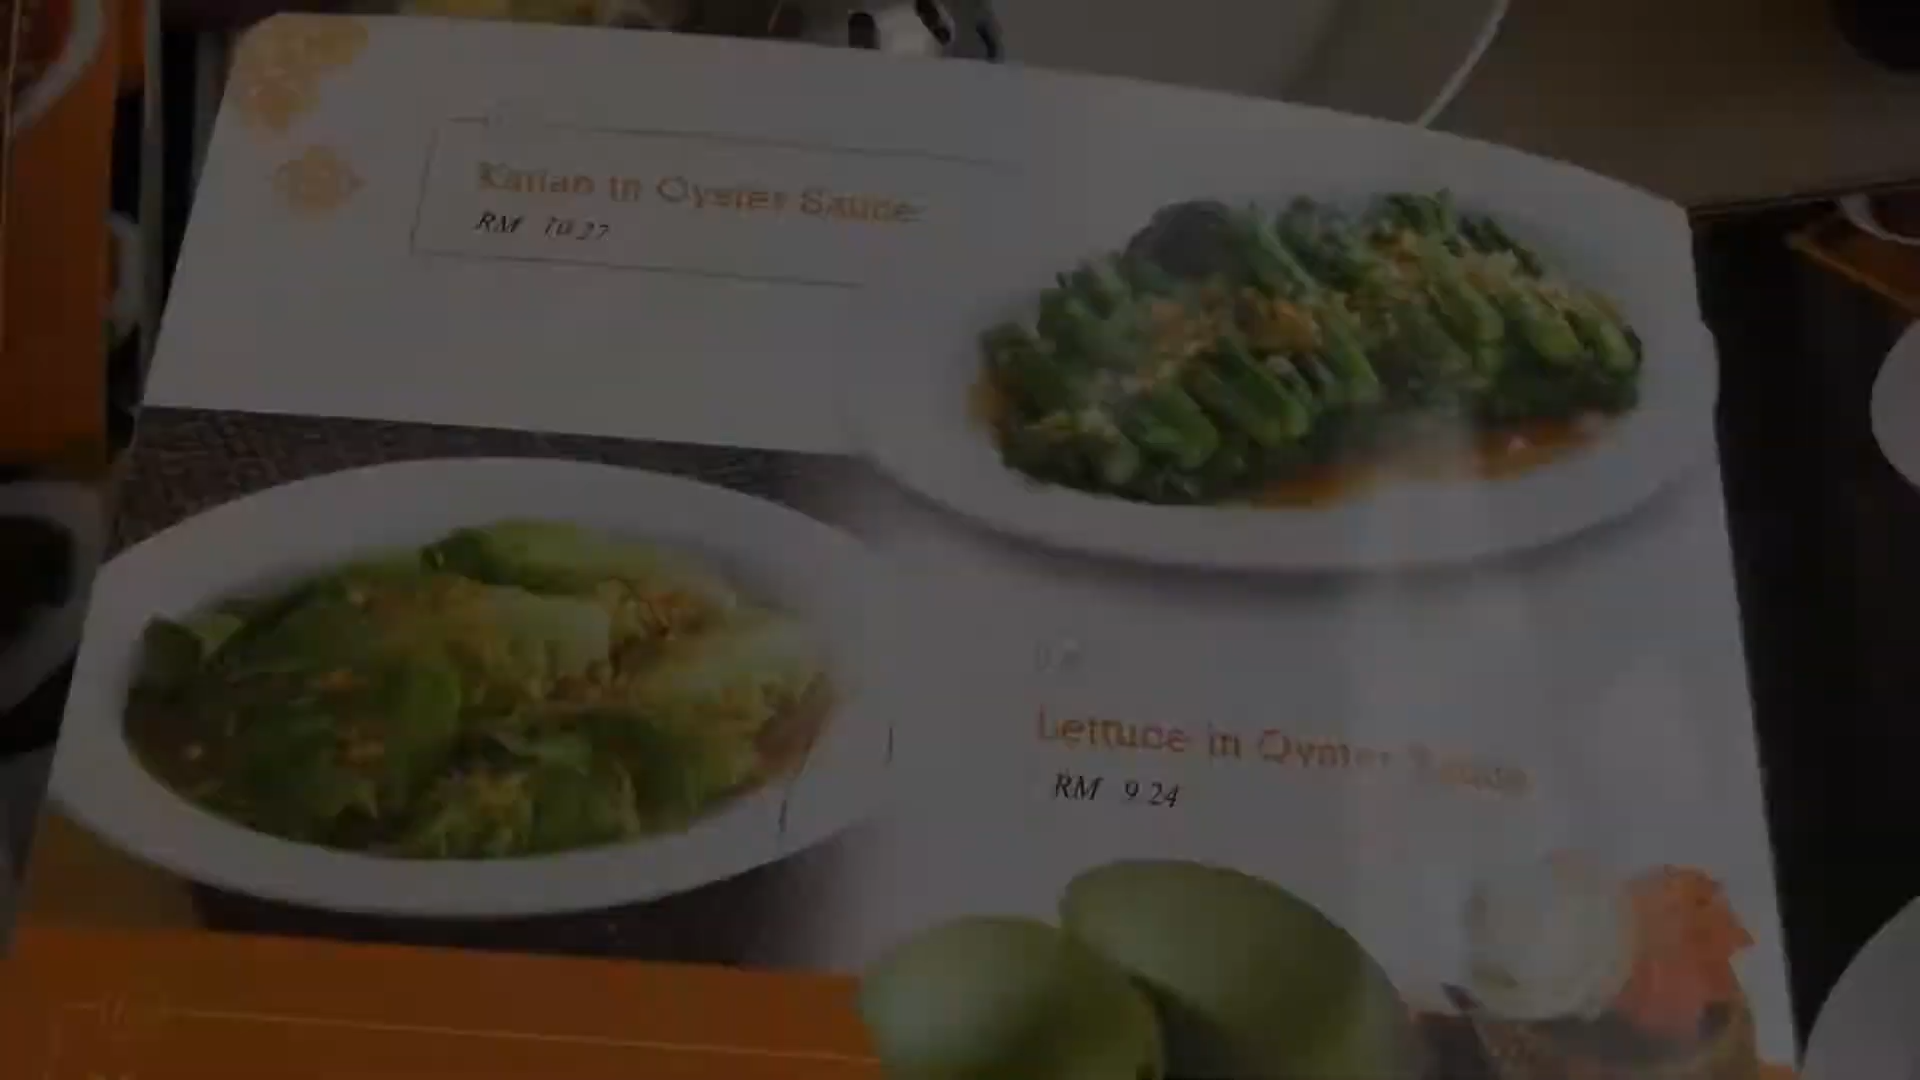 Kailan in Oyster Sauce
RM 10.27
Lettuce in Oyster Sauce
RM 9.24